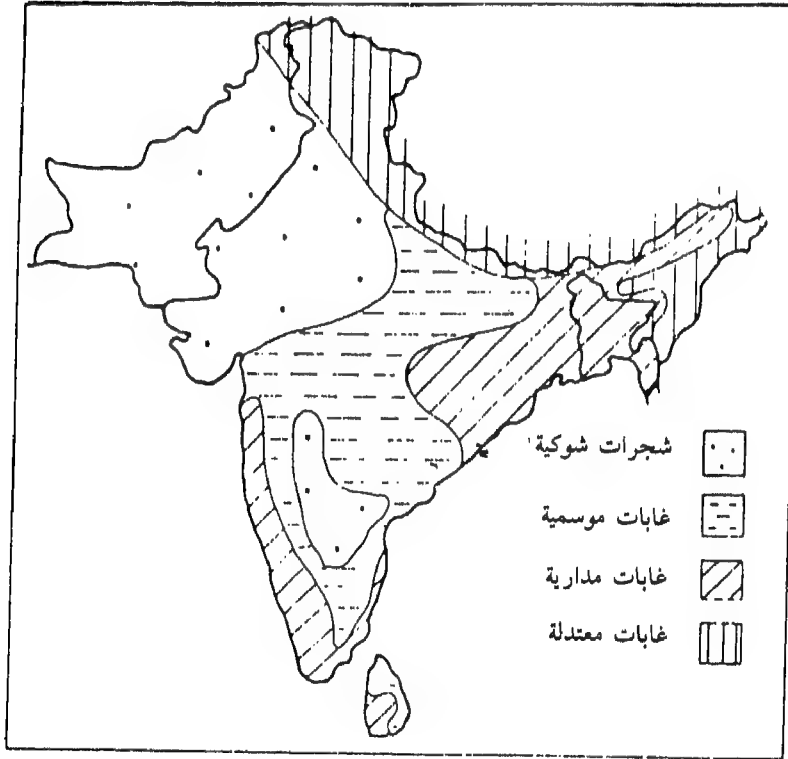 شجرات شوكية
غابات موسمية
غابات مدارية
غابات معتدلة